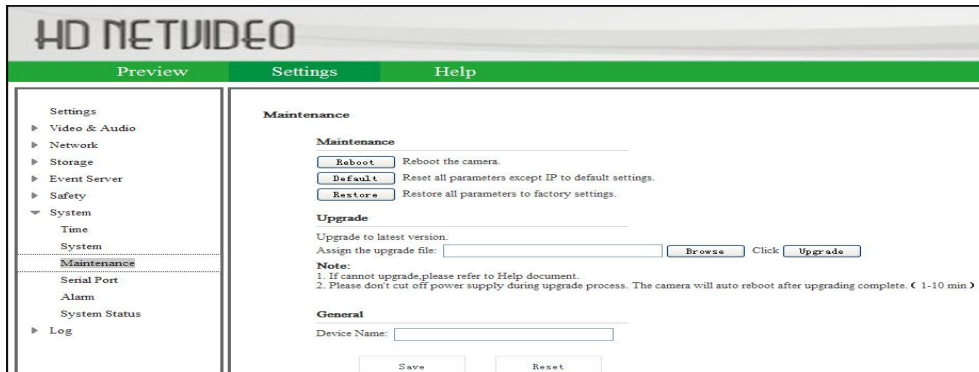 HD NETVIDEO
Preview Settings Help
Settings
Video & Audio
Network
Storage
Event Server
Safety
System
Time
System
Maintenance
Serial Port
Alarm
System Status
Log
Maintenance
Maintenance
Reboot Reboot the camera.
Default Reset all parameters except IP to default settings.
Restore Restore all parameters to factory settings.
Upgrade
Upgrade to latest version.
Assign the upgrade file: Browse Click Upgrade
Note:
1. If cannot upgrade,please refer to Help document.
2. Please don't cut off power supply during upgrade process. The camera will auto reboot after upgrading complete. ( 1-10 min )
General
Device Name:
Save Reset